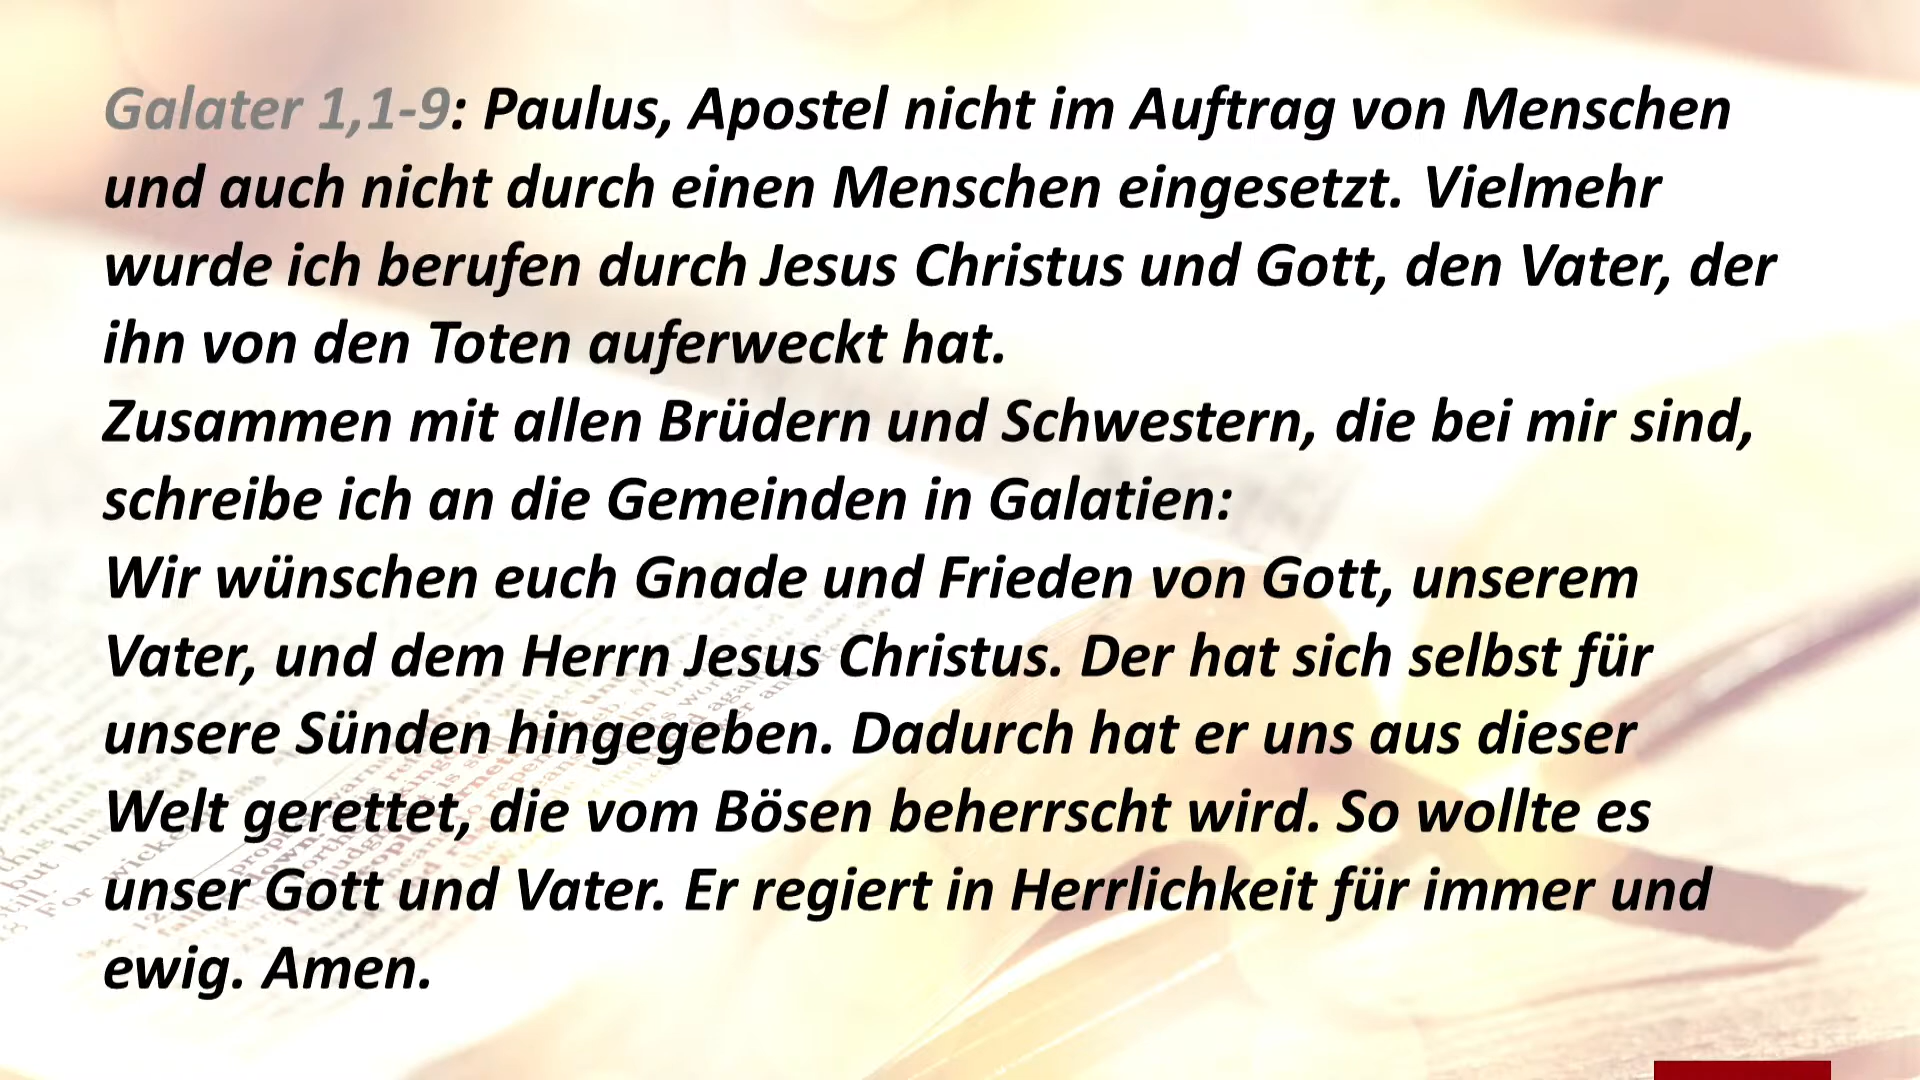 Galater 1,1-9: Paulus, Apostel nicht im Auftrag von Menschen
und auch nicht durch einen Menschen eingesetzt. Vielmehr
wurde ich berufen durch Jesus Christus und Gott, den Vater, der
ihn von den Toten auferweckt hat.
Zusammen mit allen Brüdern und Schwestern, die bei mir sind,
schreibe ich an die Gemeinden in Galatien:
Wir wünschen euch Gnade und Frieden von Gott, unserem
Vater, und dem Herrn Jesus Christus. Der hat sich selbst für
unsere Sünden hingegeben. Dadurch hat er uns aus dieser
Welt gerettet, die vom Bösen beherrscht wird. So wollte es
unser Gott und Vater. Er regiert in Herrlichkeit für immer und
ewig. Amen.